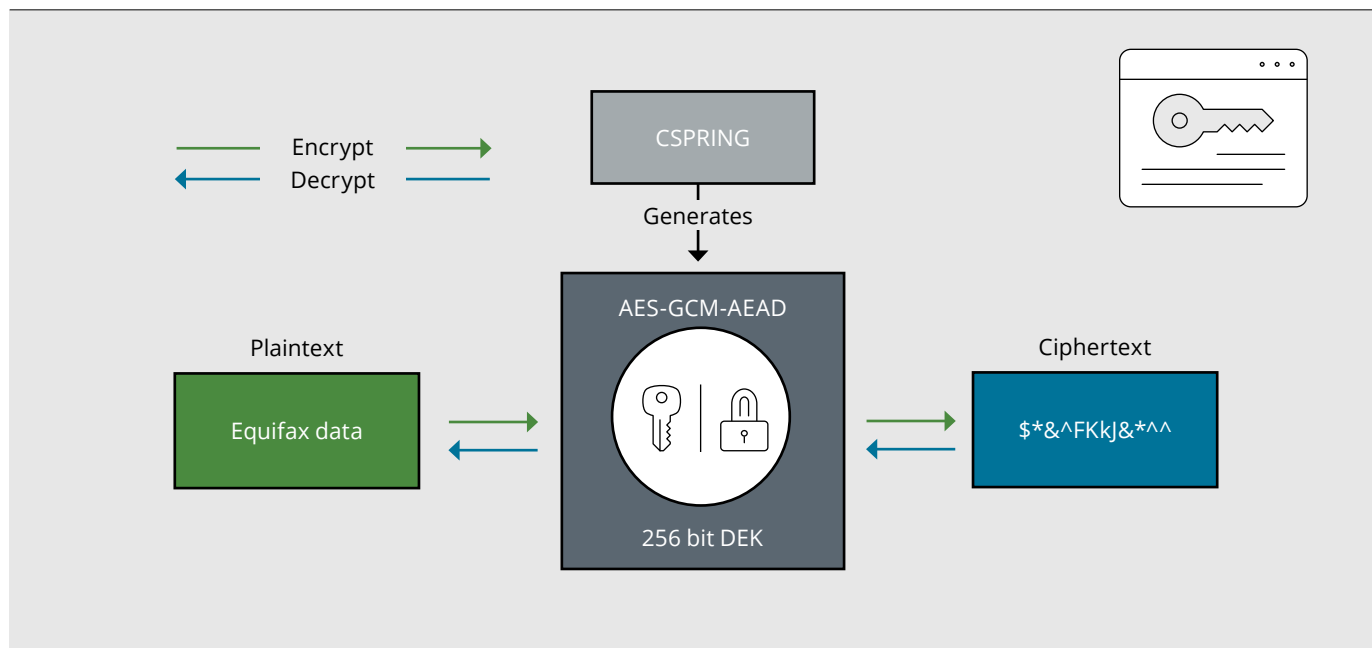 Encrypt
Decrypt
CSPRING
Generates
AES-GCM-AEAD
Plaintext
Equifax data
256 bit DEK
Ciphertext
$*&^FKkJ&*^^